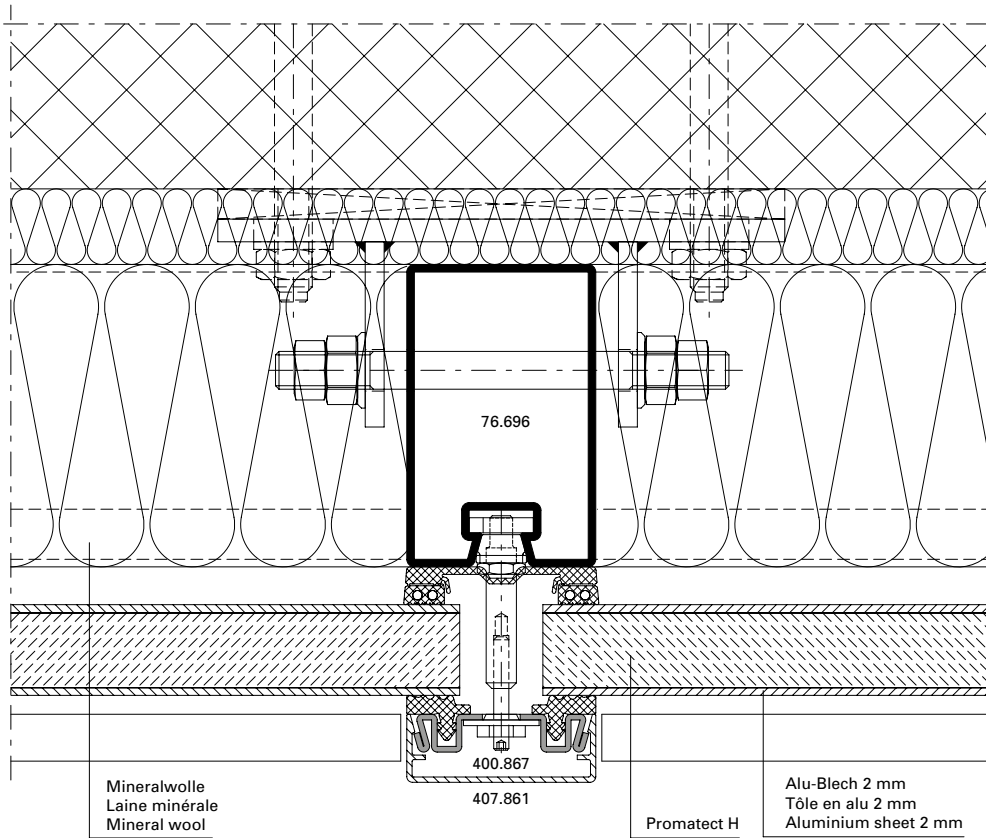 76.696
400.867
407.861
Mineralwolle
Laine minérale
Mineral wool
Promatect H
Alu-Blech 2 mm
Tôle en alu 2 mm
Aluminium sheet 2 mm